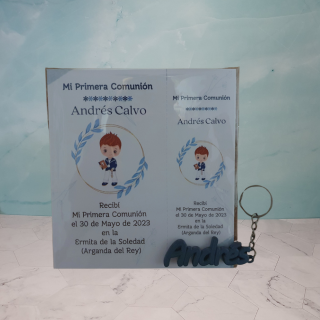 Mi Primera Comunión
Andrés Calvo
Recibí
Mi Primera Comunión
el 30 de Mayo de 2023
en la
Ermita de la Soledad
(Arganda del Rey)
Mi Primera Comunión
Andrés Calvo
Recibí
Mi Primera Comunión
el 30 de Mayo de 2023
en la
Ermita de la Soledad
(Arganda del Rey)
Andrés